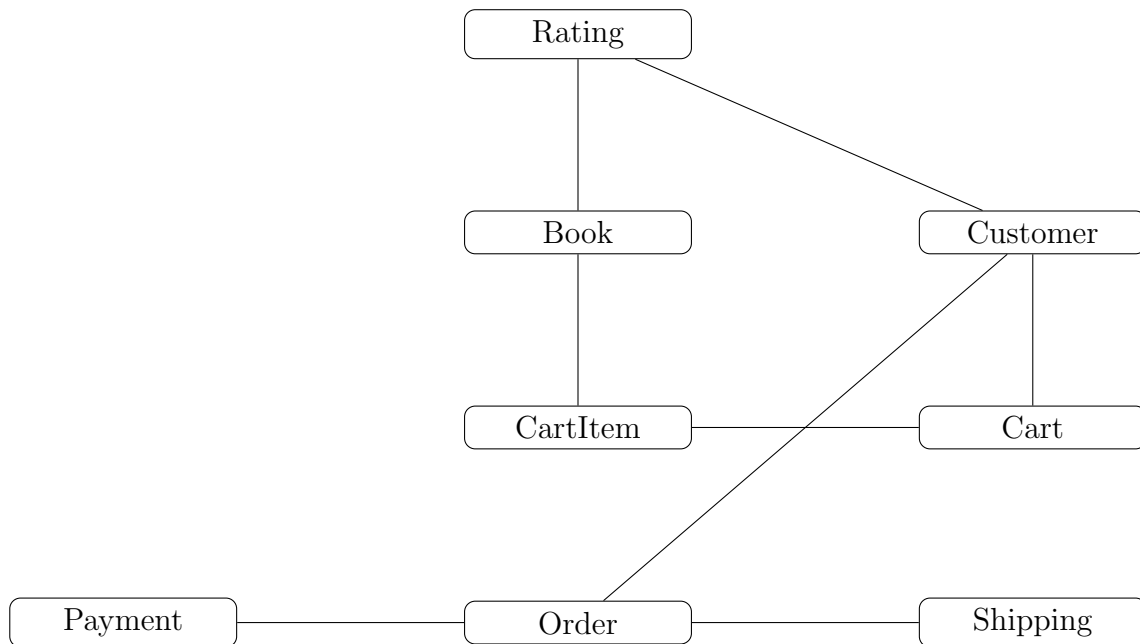 Rating
Book
Customer
CartItem
Cart
Payment
Order
Shipping